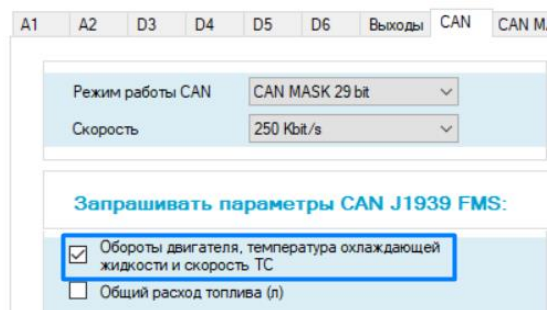 A1 A2 D3 D4 D5 D6 Выходы CAN CAN M
Режим работы CAN CAN MASK 29 bit
Скорость 250 Kbit/s
Запрашивать параметры CAN J1939 FMS:
Обороты двигателя, температура охлаждающей
жидкости и скорость ТС
Общий расход топлива (л)